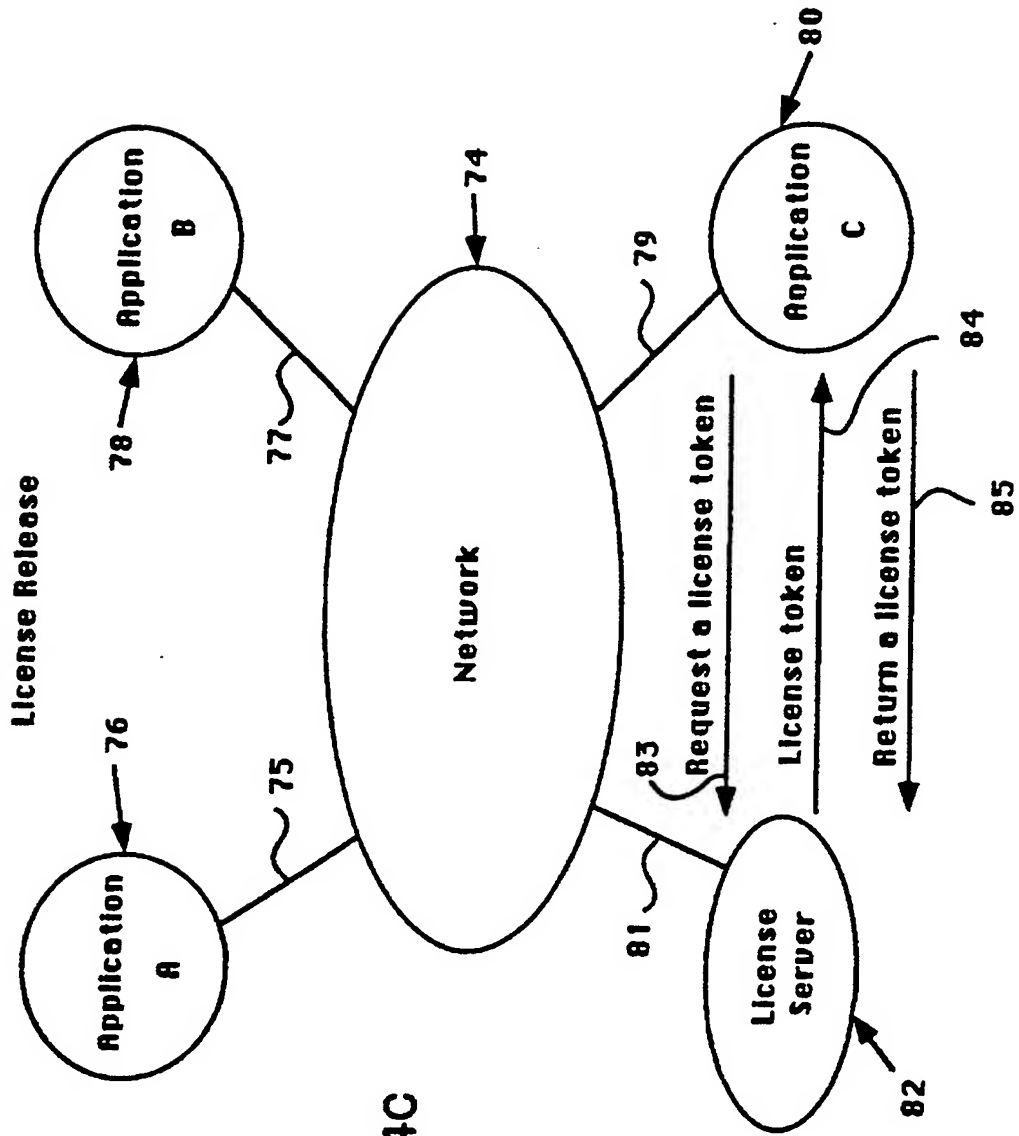 License Release
76
Application
A
75
78
Application
B
77
Network
74
83
Request a license token
79
81
License token
Return a license token
License
Server
82
Application
C
80
84
85
4C